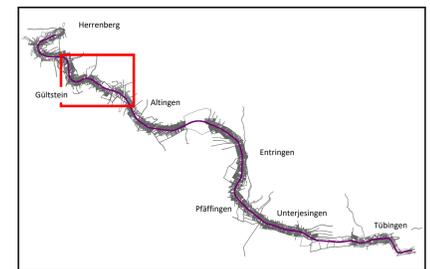 Herrenberg
Gültstein
Altingen
Entringen
Pfäffingen
Unterjesingen
Tübingen